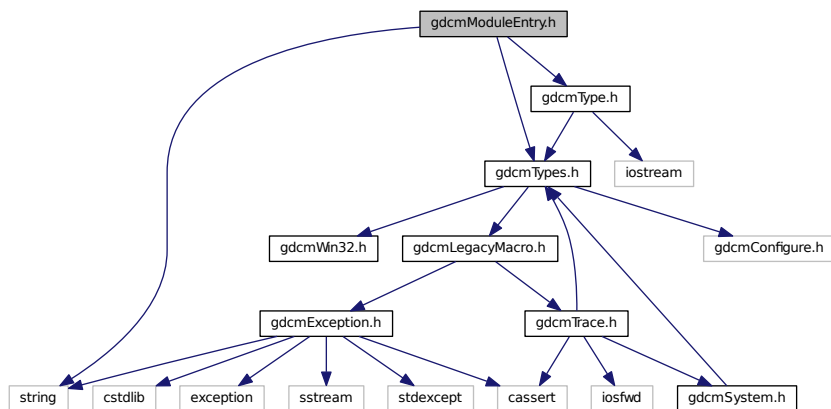 gdcmModuleEntry.h
gdcmType.h
gdcmTypes.h
iostream
gdcmWin32.h
gdcmLegacyMacro.h
gdcmConfigure.h
gdcmException.h
gdcmTrace.h
string
cstdlib
exception
sstream
stdexcept
cassert
iosfwd
gdcmSystem.h